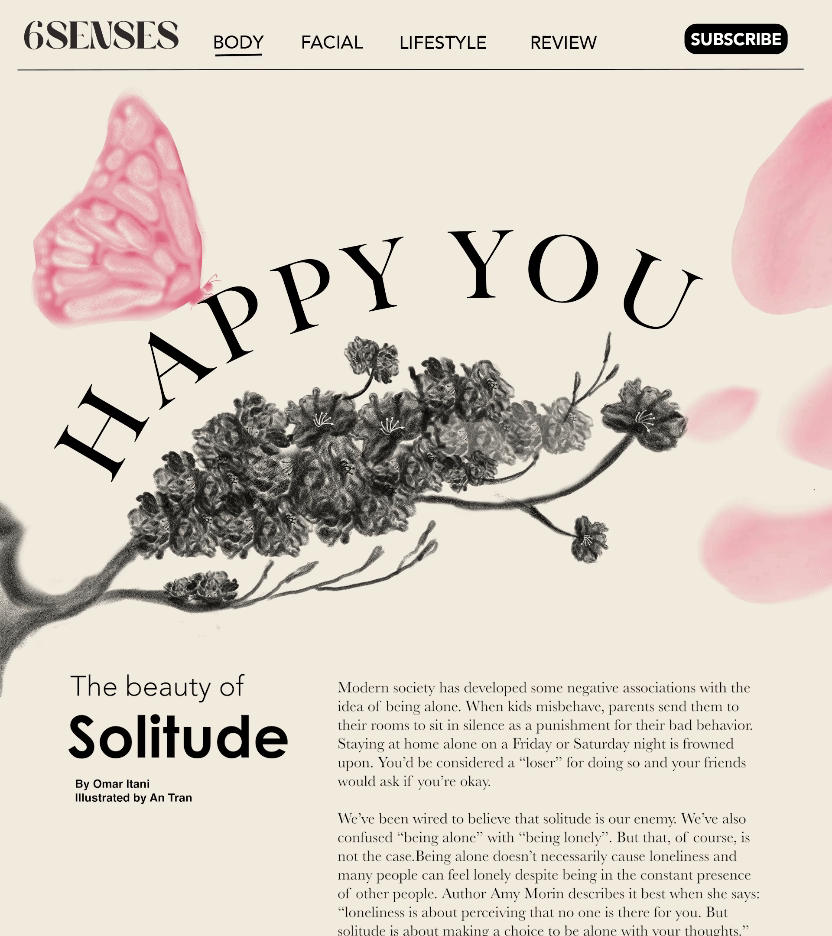 6SENSES
BODY
FACIAL
LIFESTYLE
REVIEW
SUBSCRIBE
HAPPY YOU
The beauty of
Solitude
By Omar Itani
Illustrated by An Tran
Modern society has developed some negative associations with the
idea of being alone. When kids misbehave, parents send them to
their rooms to sit in silence as a punishment for their bad behavior.
Staying at home alone on a Friday or Saturday night is frowned
upon. You’d be considered a “loser” for doing so and your friends
would ask if you’re okay.
We’ve been wired to believe that solitude is our enemy. We’ve also
confused “being alone” with “being lonely”. But that, of course, is
not the case.Being alone doesn’t necessarily cause loneliness and
many people can feel lonely despite being in the constant presence
of other people. Author Amy Morin describes it best when she says:
“loneliness is about perceiving that no one is there for you. But
solitude is about making a choice to be alone with your thoughts.”